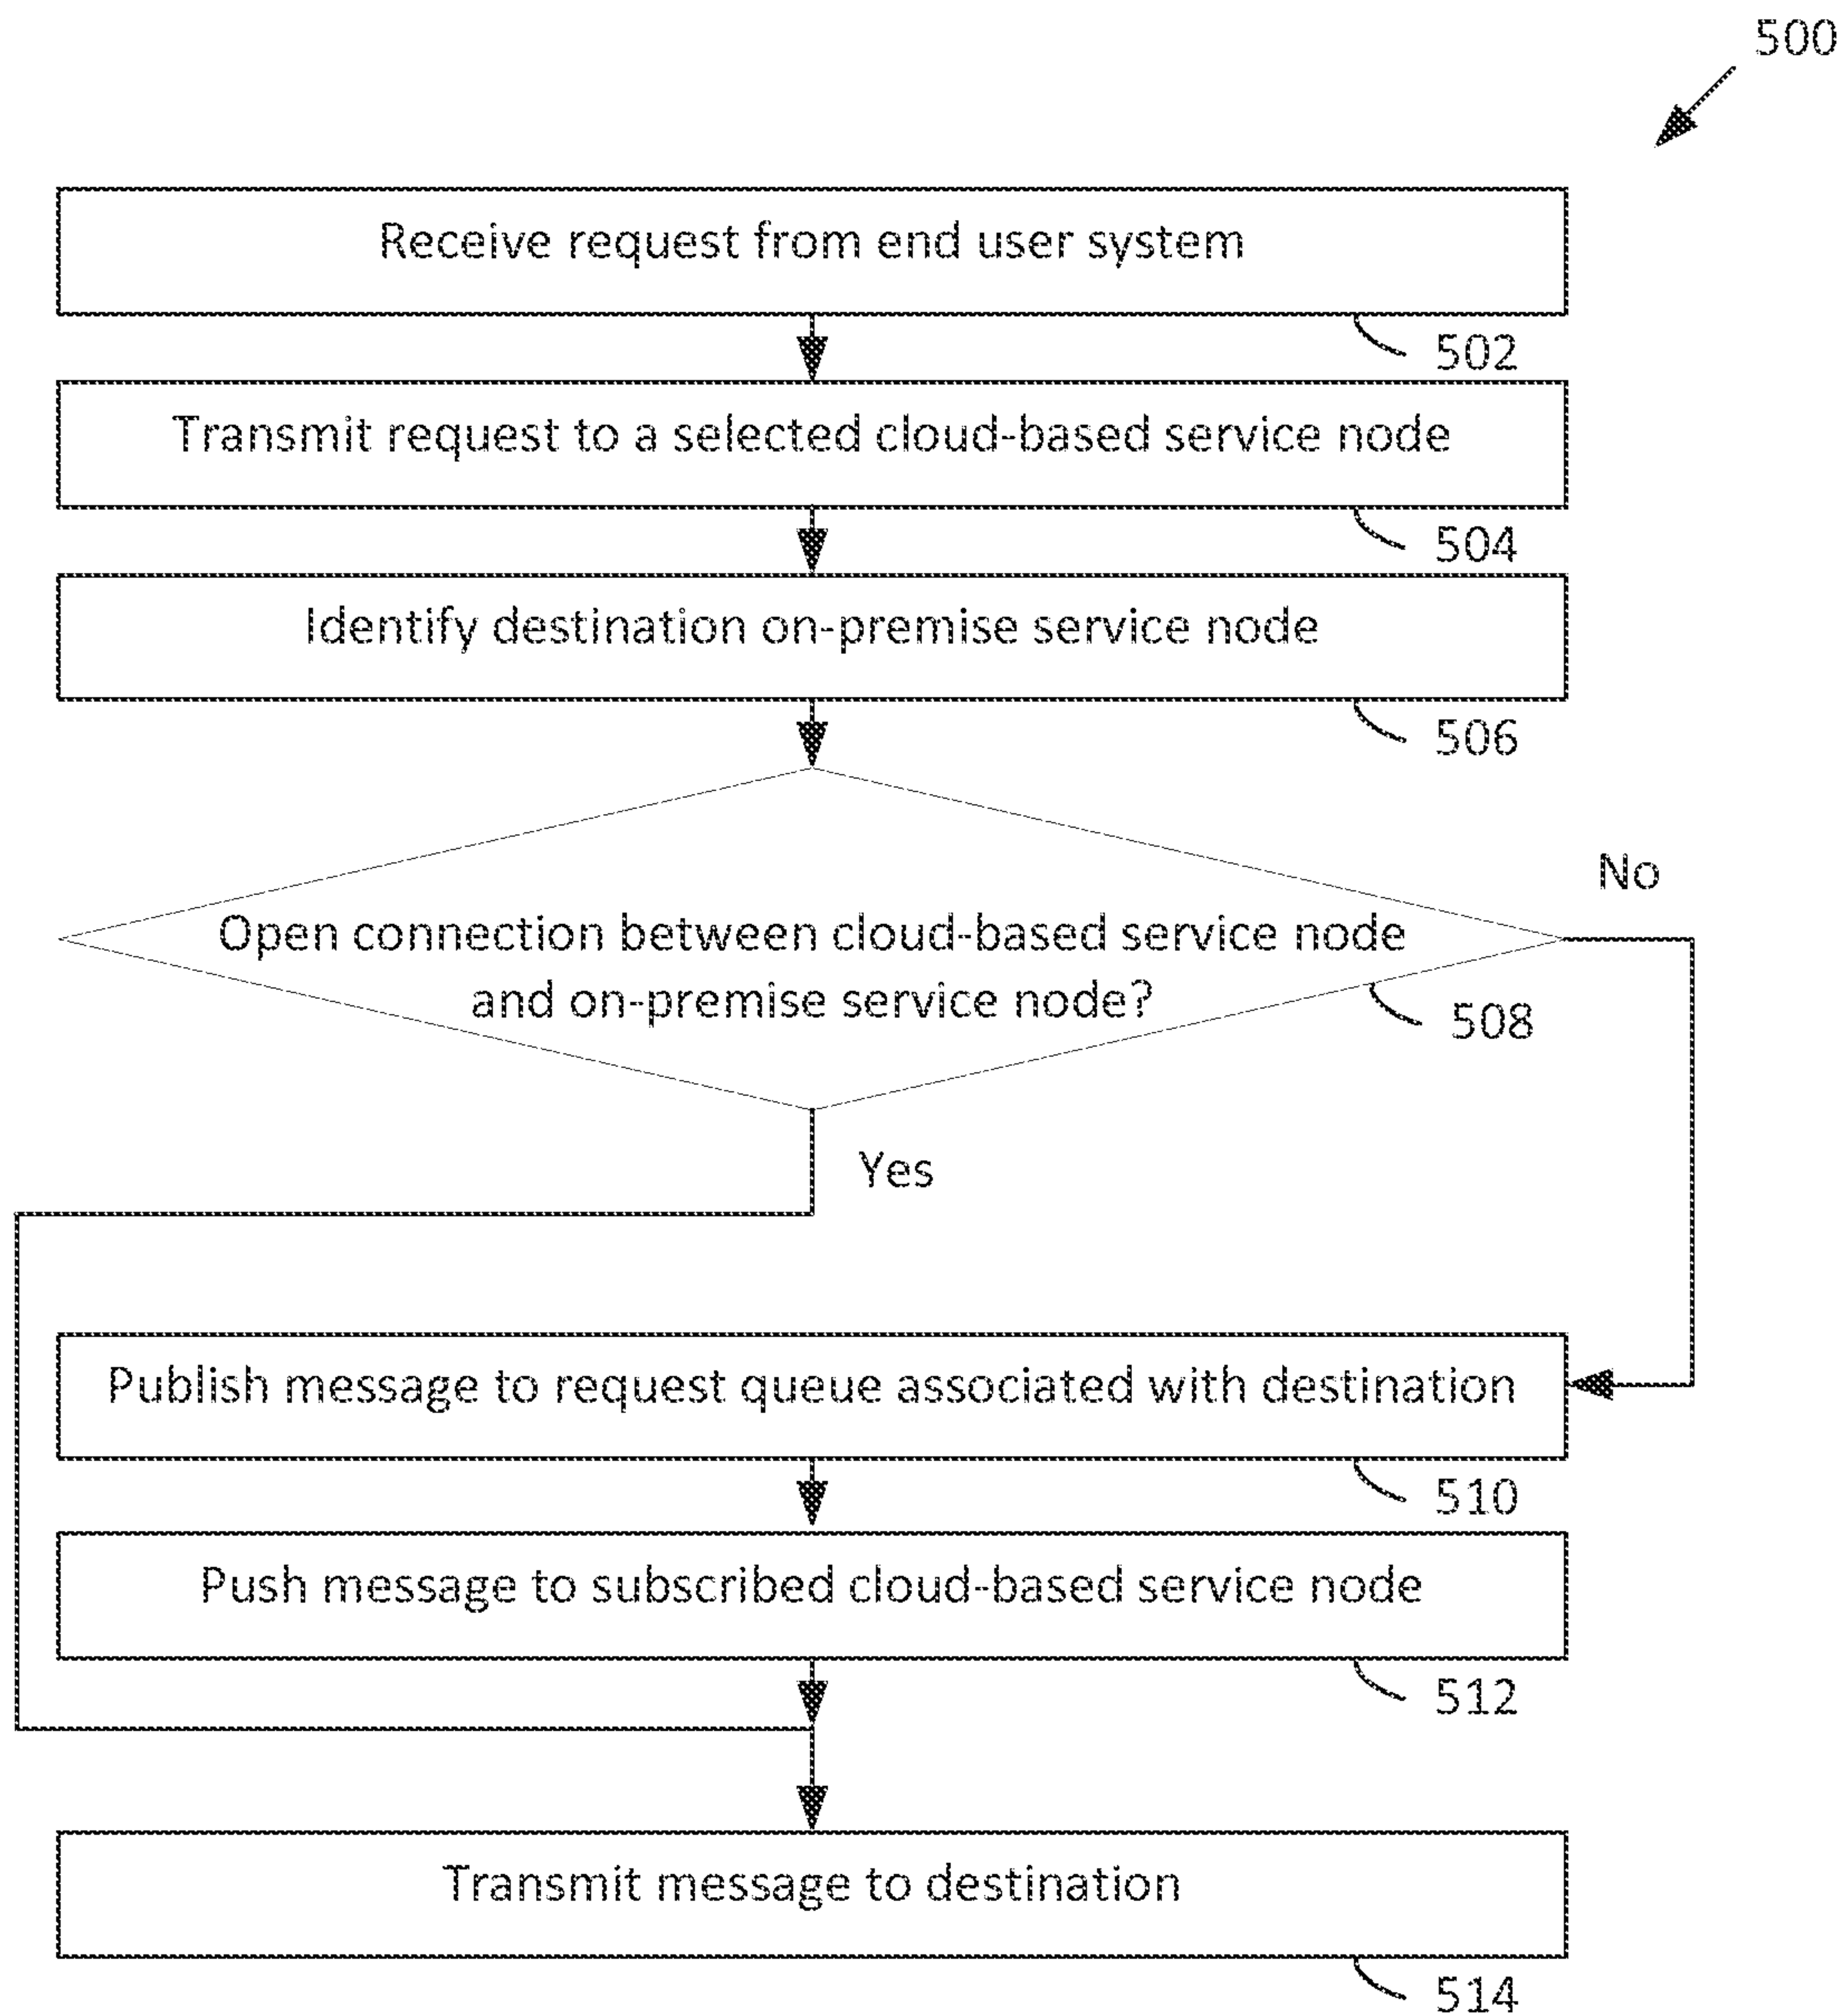 500
Receive request from end user system
502
Transmit request to a selected cloud-based service node
504
Identify destination on-premise service node
506
No
Open connection between cloud-based service node
and on-premise service node?
508
Yes
Publish message to request queue associated with destination
510
Push message to subscribed cloud-based service node
512
Transmit message to destination
514